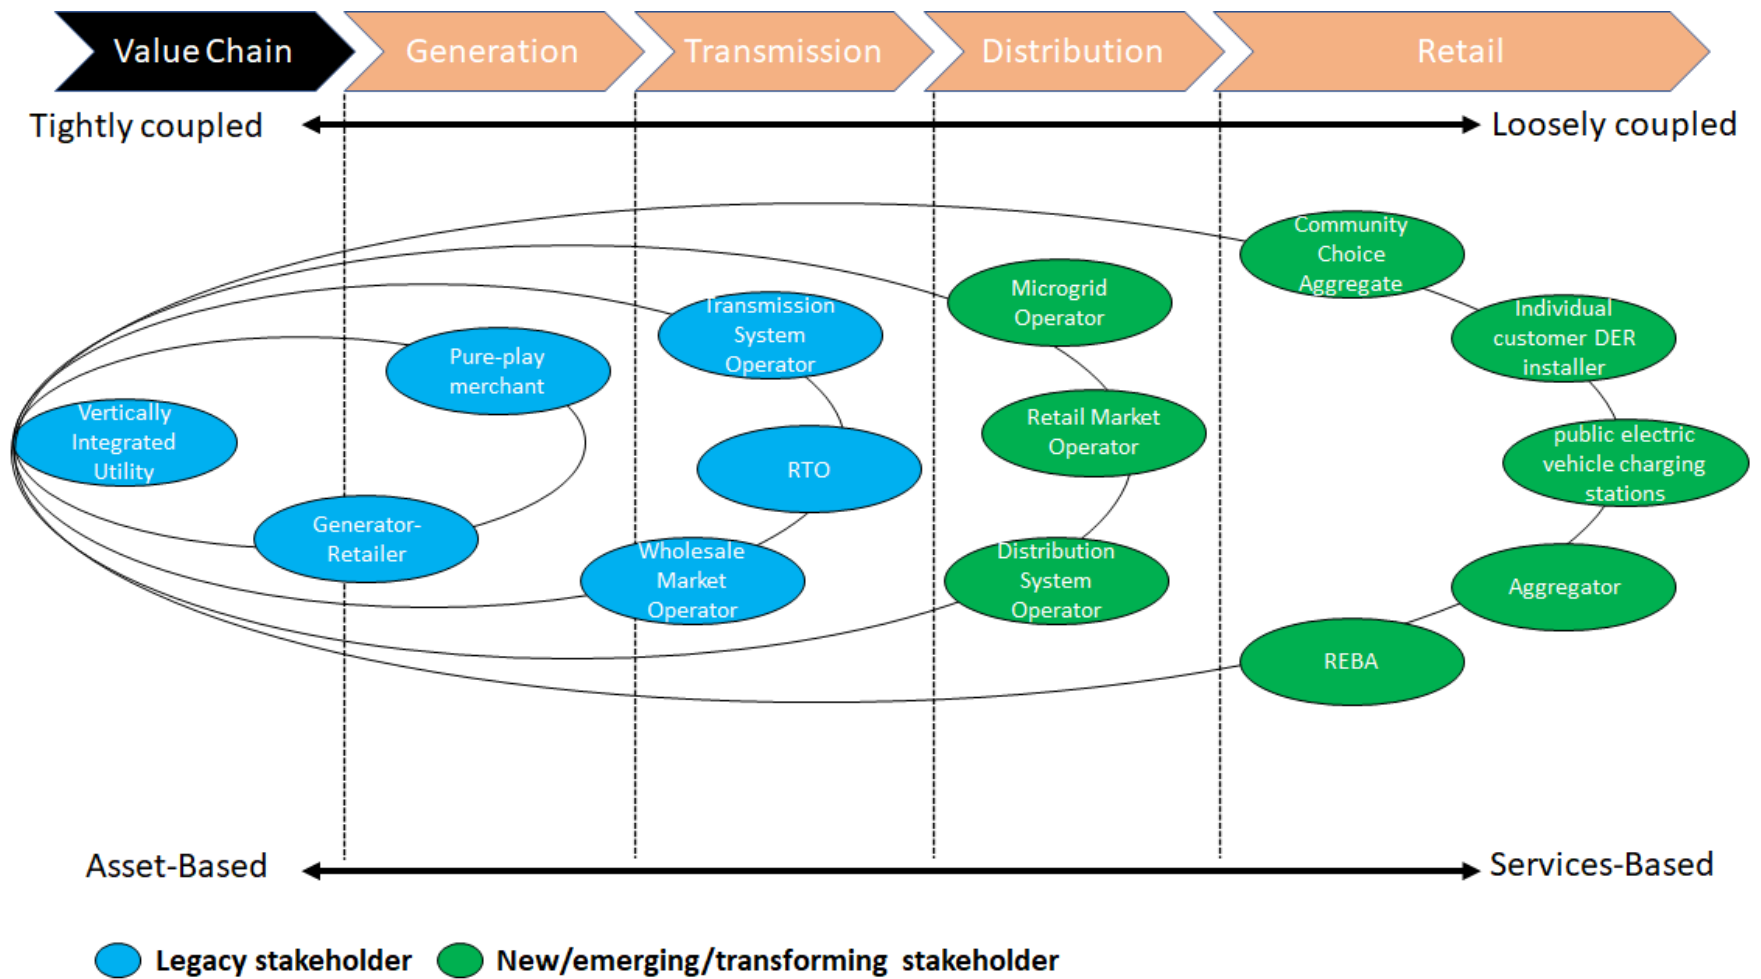 Value Chain
Generation
Transmission
Distribution
Retail
Tightly coupled
Loosely coupled
Community
Choice
Aggregate
Microgrid
Operator
Transmission
System
Operator
Individual
customer DER
installer
Pure-play
merchant
Vertically
Integrated
Utility
Retail Market
Operator
RTO
public electric
vehicle charging
stations
Generator-
Retailer
Wholesale
Market
Operator
Distribution
System
Operator
Aggregator
REBA
Asset-Based
Services-Based
Legacy stakeholder
New/emerging/transforming stakeholder